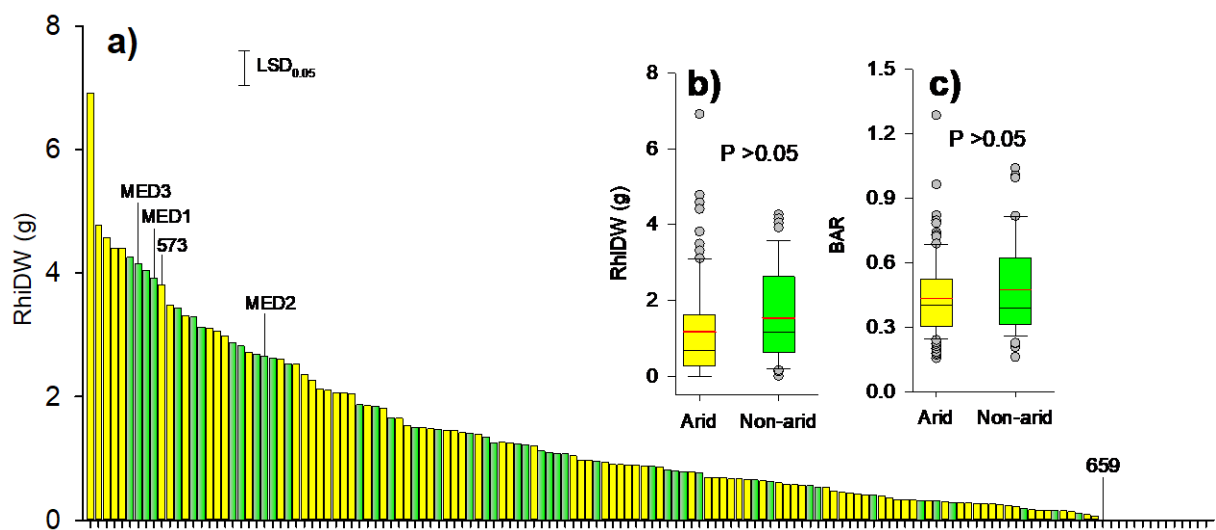 a)
LSD0.05
RhiDW (g)
8
6
4
2
0
MED3
MED1
573
MED2
659
b)
P >0.05
RhIDW (g)
8
6
4
2
0
Arid
Non-arid
c)
P >0.05
BAR
1.5
1.2
0.9
0.6
0.3
0.0
Arid
Non-arid